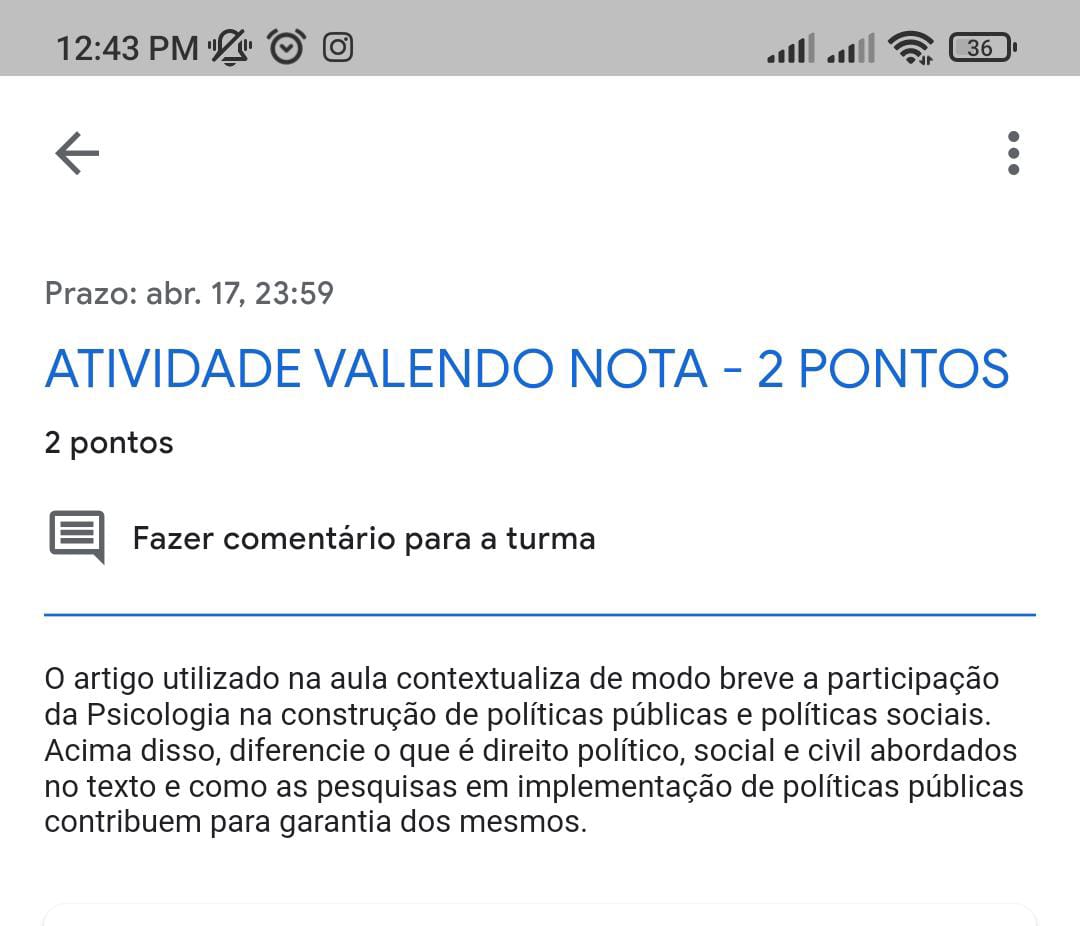 12:43 PM
36
Prazo: abr. 17, 23:59
ATIVIDADE VALENDO NOTA - 2 PONTOS
2 pontos
Fazer comentário para a turma
O artigo utilizado na aula contextualiza de modo breve a participação
da Psicologia na construção de políticas públicas e políticas sociais.
Acima disso, diferencie o que é direito político, social e civil abordados
no texto e como as pesquisas em implementação de políticas públicas
contribuem para garantia dos mesmos.